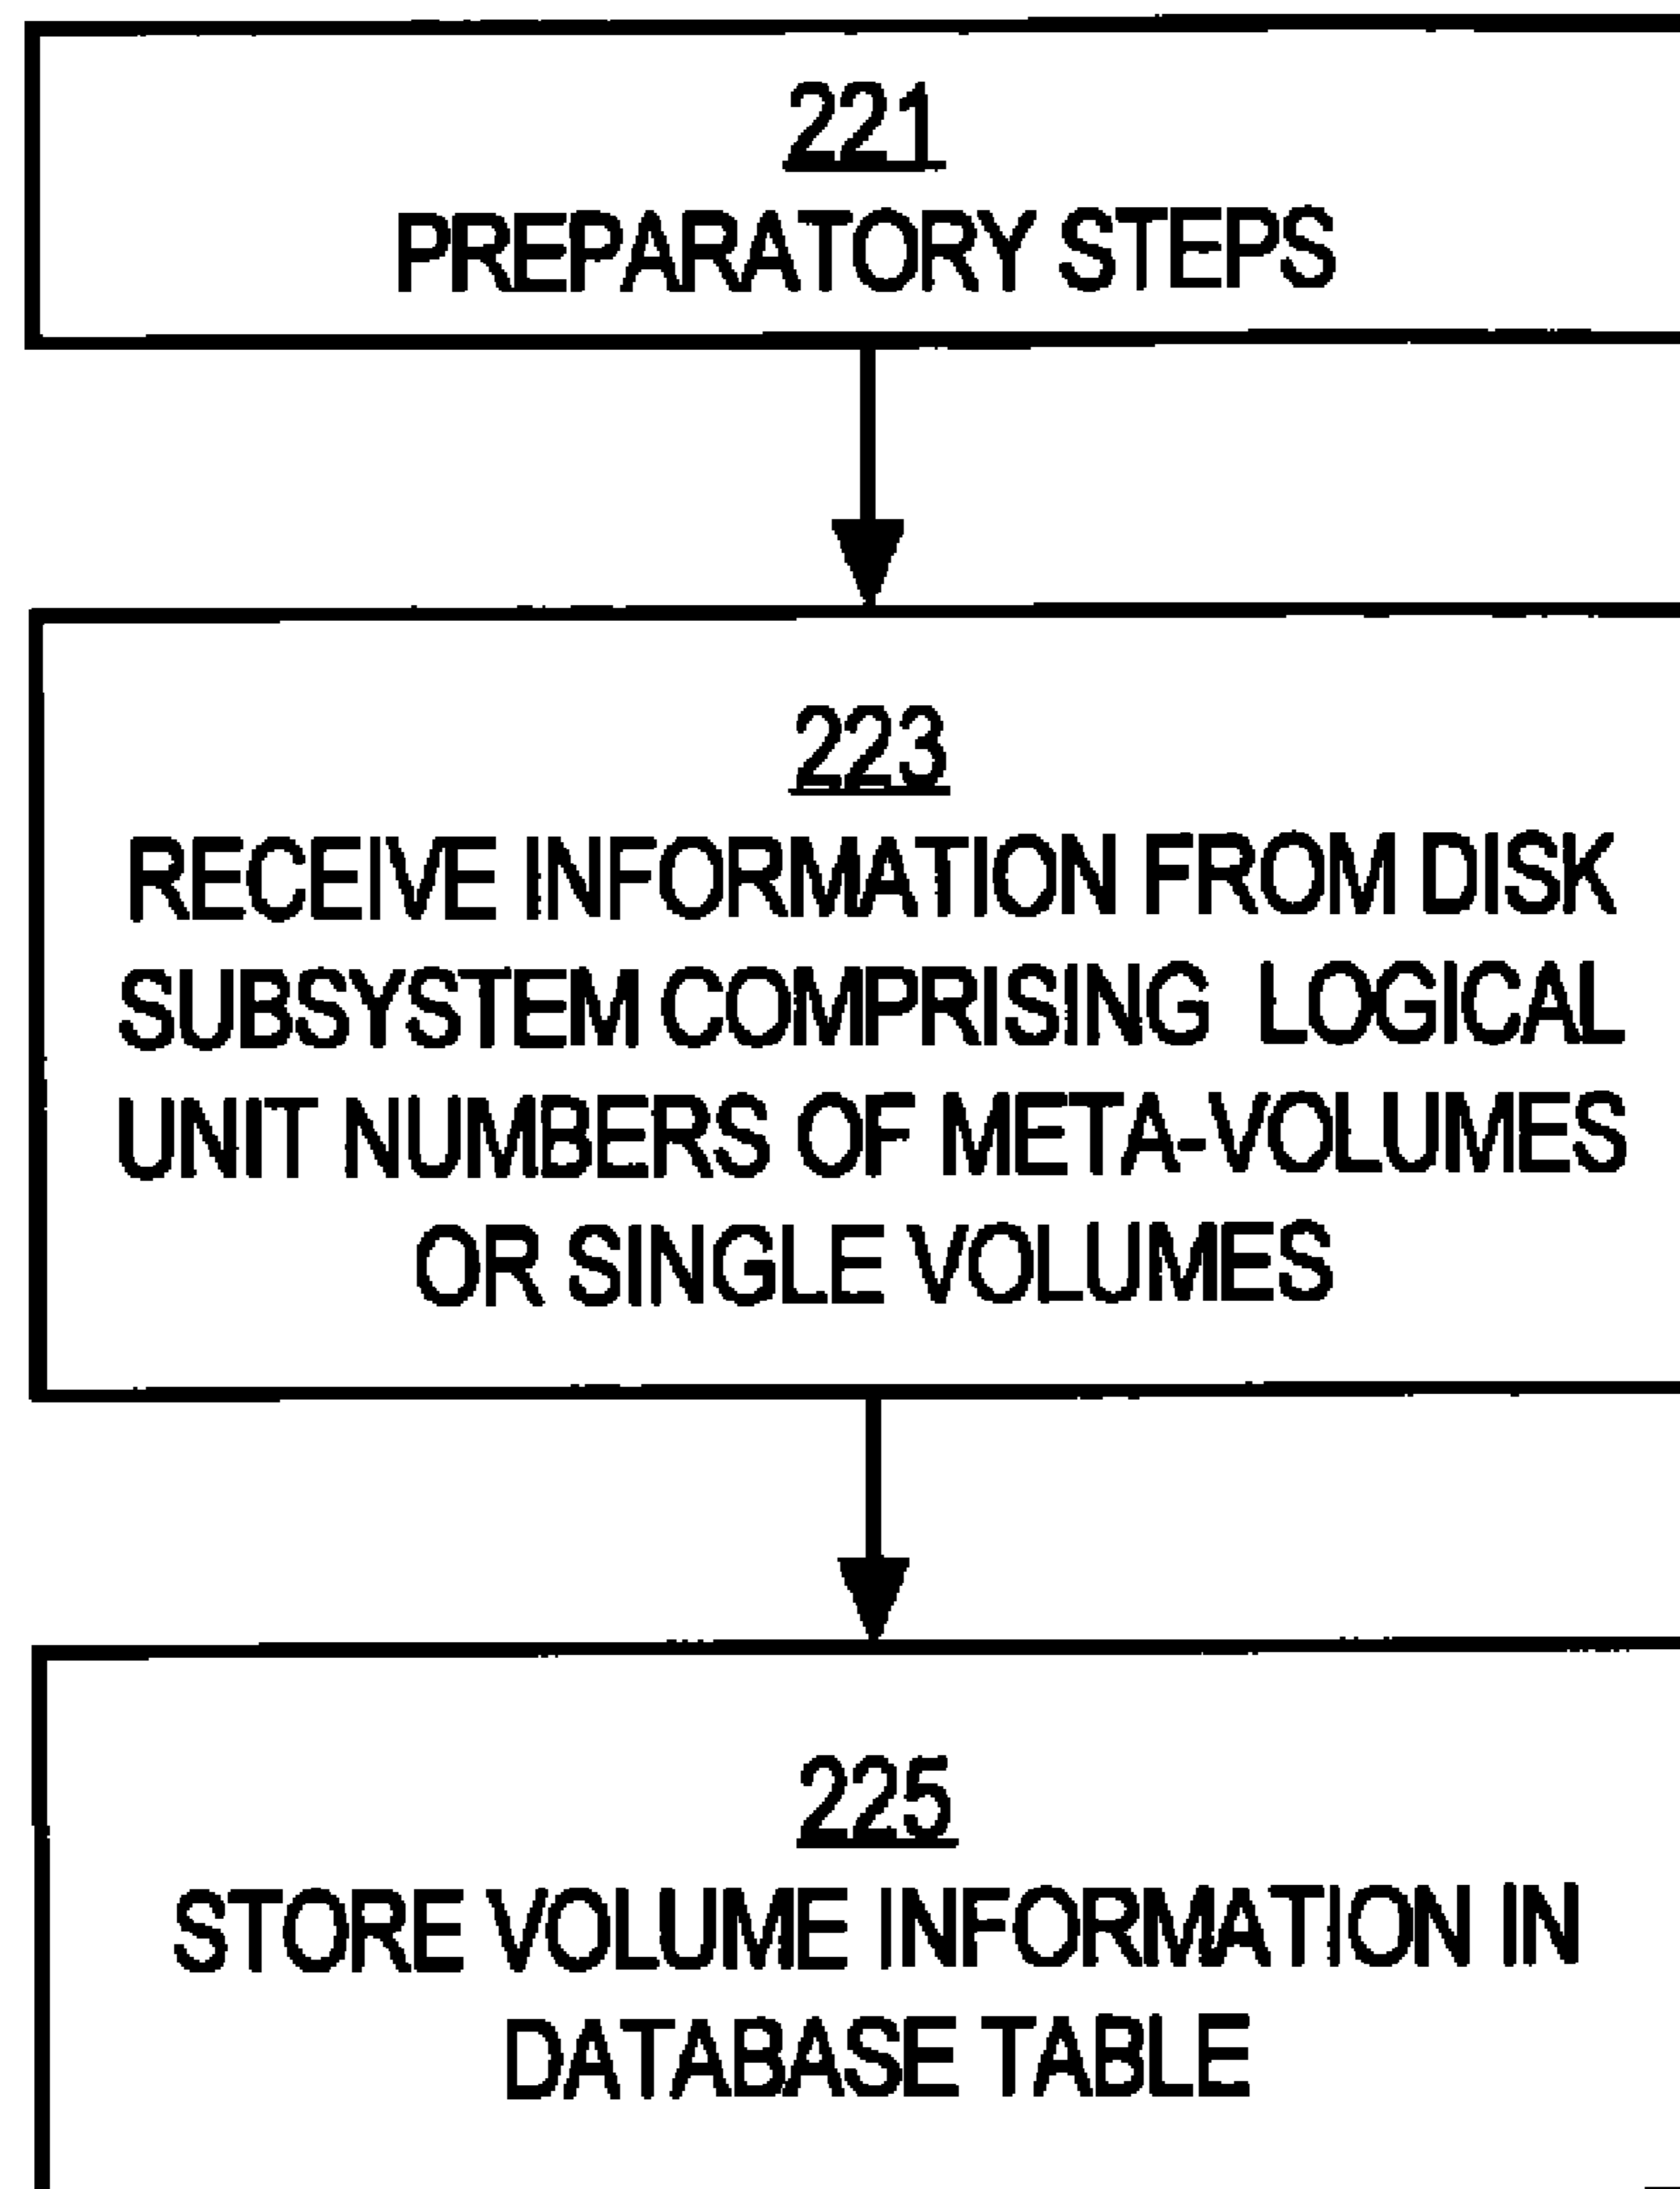 221
PREPARATORY STEPS
223
RECEIVE INFORMATION FROM DISK
SUBSYSTEM COMPRISING LOGICAL
UNIT NUMBERS OF META-VOLUMES
OR SINGLE VOLUMES
225
STORE VOLUME INFORMATION IN
DATABASE TABLE